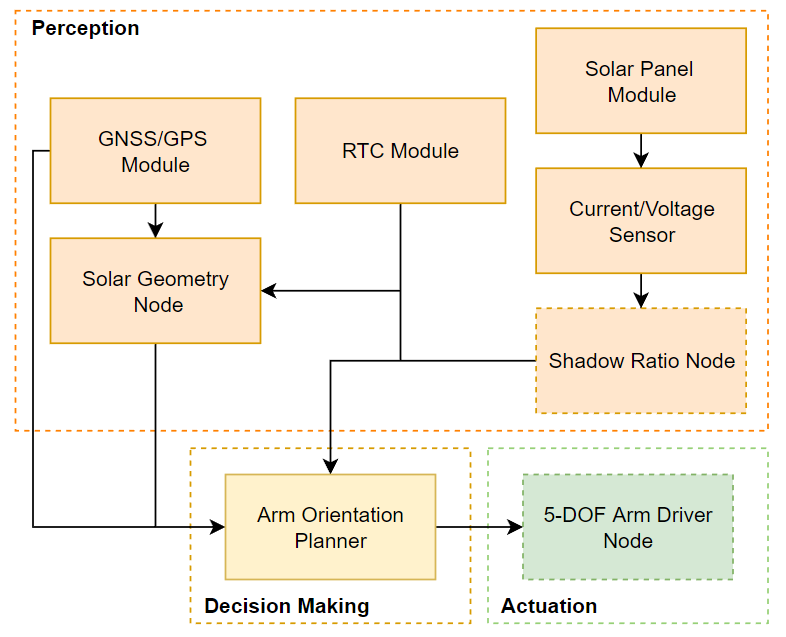 Perception
Solar Panel
Module
GNSS/GPS
Module
RTC Module
Current/Voltage
Sensor
Solar Geometry
Node
Shadow Ratio Node
Arm Orientation
Planner
5-DOF Arm Driver
Node
Decision Making
Actuation